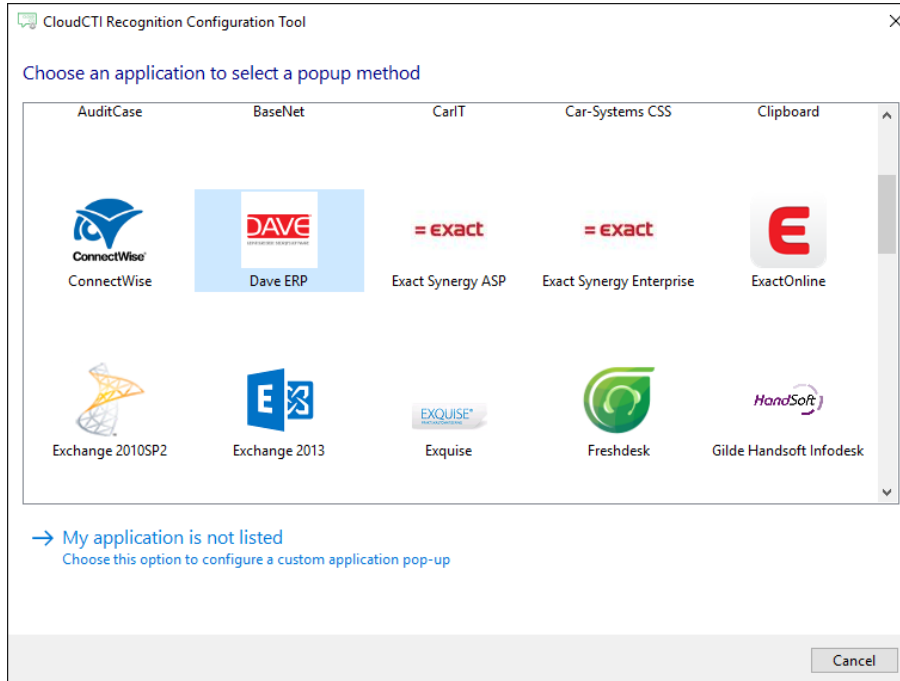 CloudCTI Recognition Configuration Tool
Choose an application to select a popup method
AuditCase BaseNet CarIT Car-Systems CSS Clipboard
ConnectWise DAVE = exact = exact E
ConnectWise Dave ERP Exact Synergy ASP Exact Synergy Enterprise ExactOnline
E EXQUISE HandSoft
Exchange 2010SP2 Exchange 2013 Exquise Freshdesk Gilde Handsoft Infodesk
→ My application is not listed
Choose this option to configure a custom application pop-up
Cancel